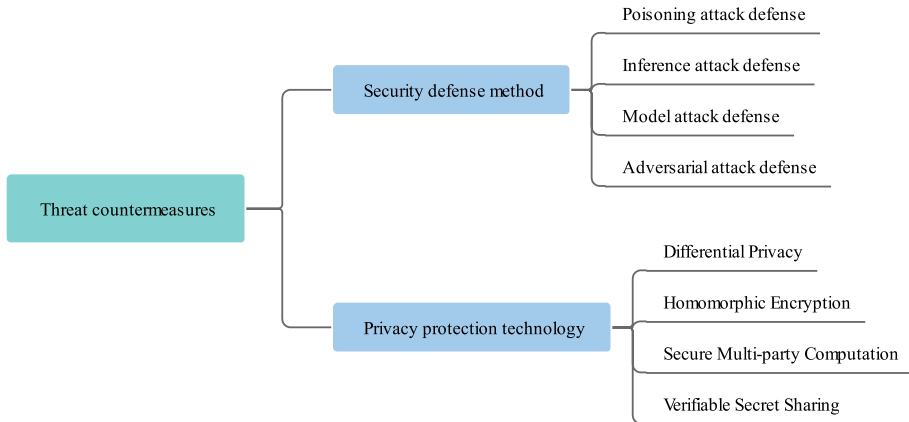 Threat countermeasures
Security defense method
Poisoning attack defense
Inference attack defense
Model attack defense
Adversarial attack defense
Privacy protection technology
Differential Privacy
Homomorphic Encryption
Secure Multi-party Computation
Verifiable Secret Sharing